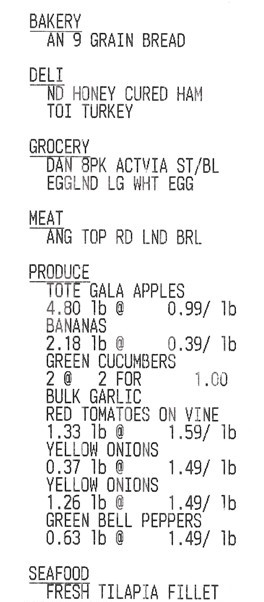 BAKERY
AN 9 GRAIN BREAD
DELI
ND HONEY CURED HAM
TOI TURKEY
GROCERY
DAN 8PK ACTVIA ST/BL
EGGLND LG WHT EGG
MEAT
ANG TOP RD LND BRL
PRODUCE
TOTE GALA APPLES
4.80 lb @ 0.99/ lb
BANANAS
2.18 lb @ 0.39/ lb
GREEN CUCUMBERS
2 @ 2 FOR 1.00
BULK GARLIC
RED TOMATOES ON VINE
1.33 lb @ 1.59/ lb
YELLOW ONIONS
0.37 lb @ 1.49/ lb
YELLOW ONIONS
1.26 lb @ 1.49/ lb
GREEN BELL PEPPERS
0.63 lb @ 1.49/ lb
SEAFOOD
FRESH TILAPIA FILLET